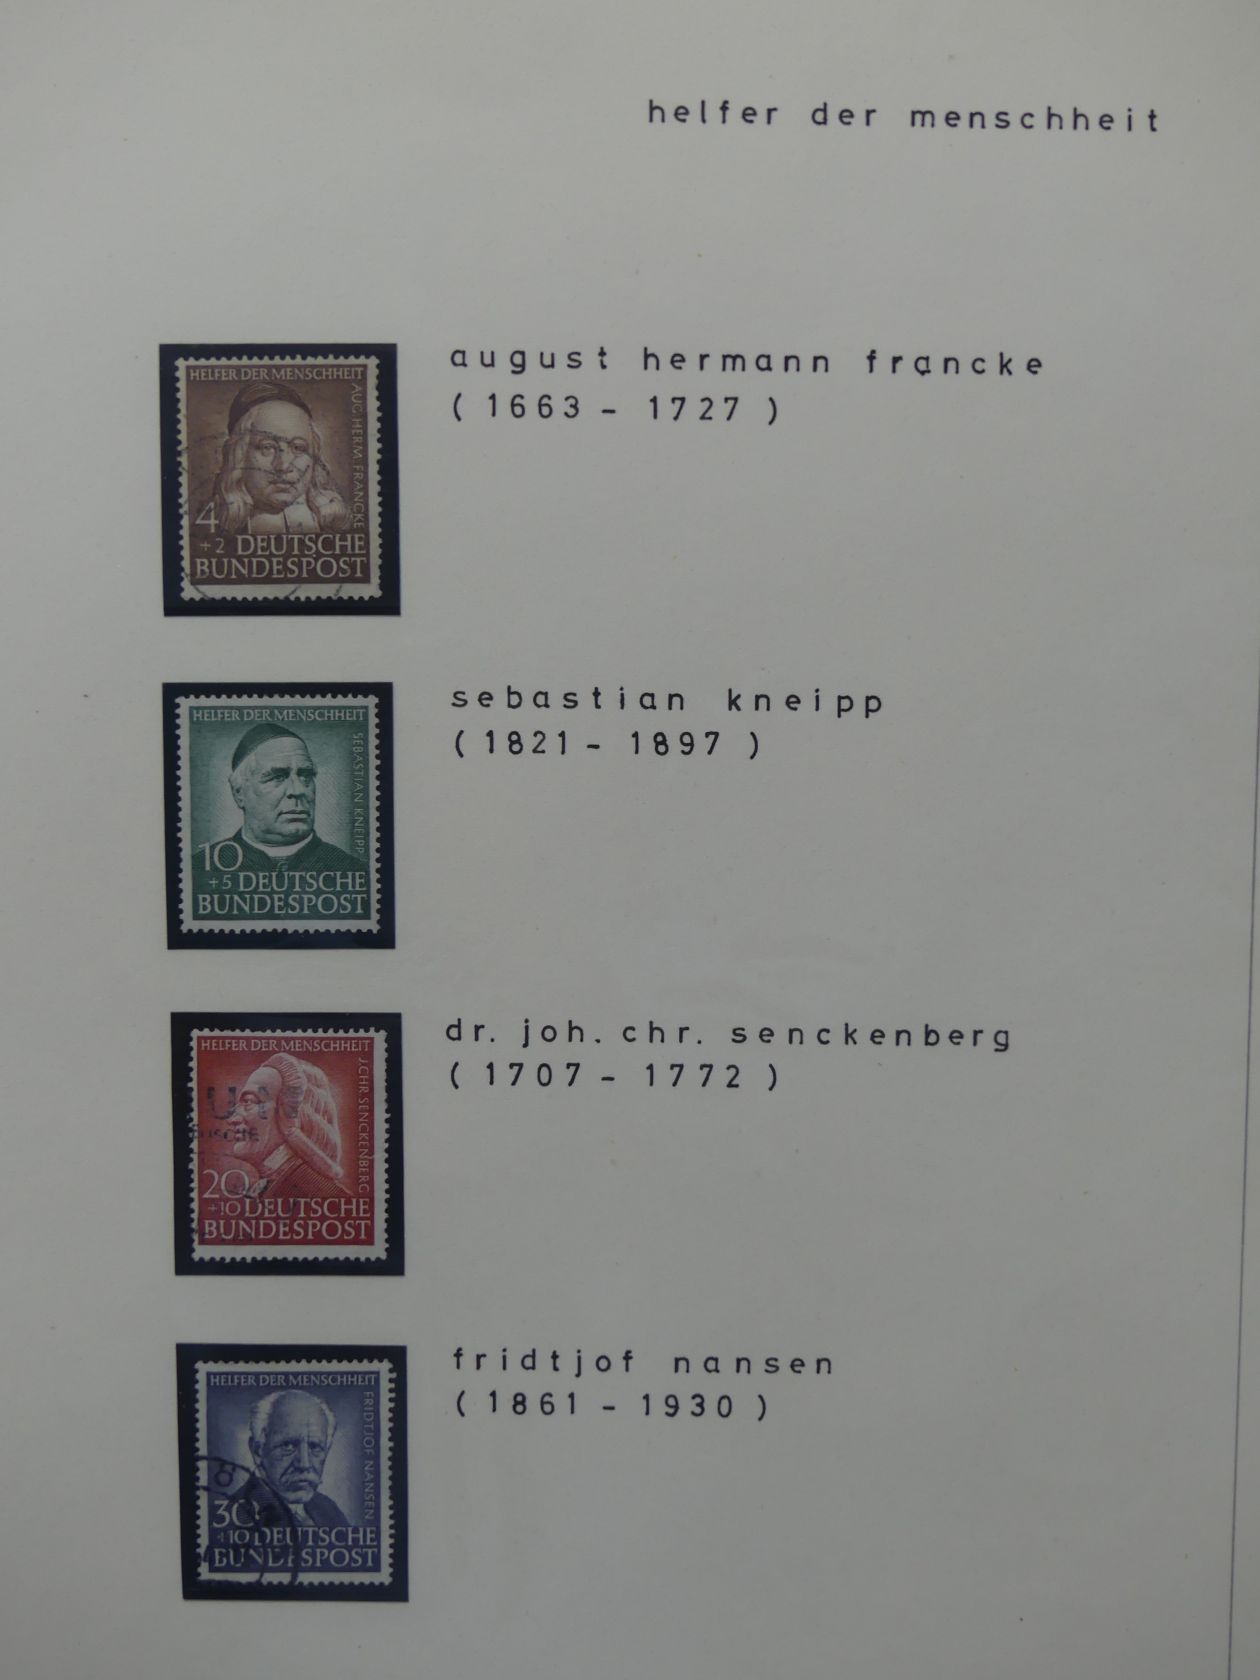 helfer der menschheit
HELFER DER MENSCHHEIT
AUG. HERM. FRANCKE
4
+2 DEUTSCHE
BUNDESPOST
august hermann francke
( 1663 - 1727 )
HELFER DER MENSCHHEIT
SEBASTIAN KNEIPP
10
+5 DEUTSCHE
BUNDESPOST
sebastian kneipp
( 1821 - 1897 )
HELFER DER MENSCHHEIT
J. CHR. SENCKENBERG
20
+10 DEUTSCHE
BUNDESPOST
dr. joh. chr. senckenberg
( 1707 - 1772 )
HELFER DER MENSCHHEIT
FRIDTJOF NANSEN
8
30
+10 DEUTSCHE
BUNDESPOST
fridtjof nansen
( 1861 - 1930 )